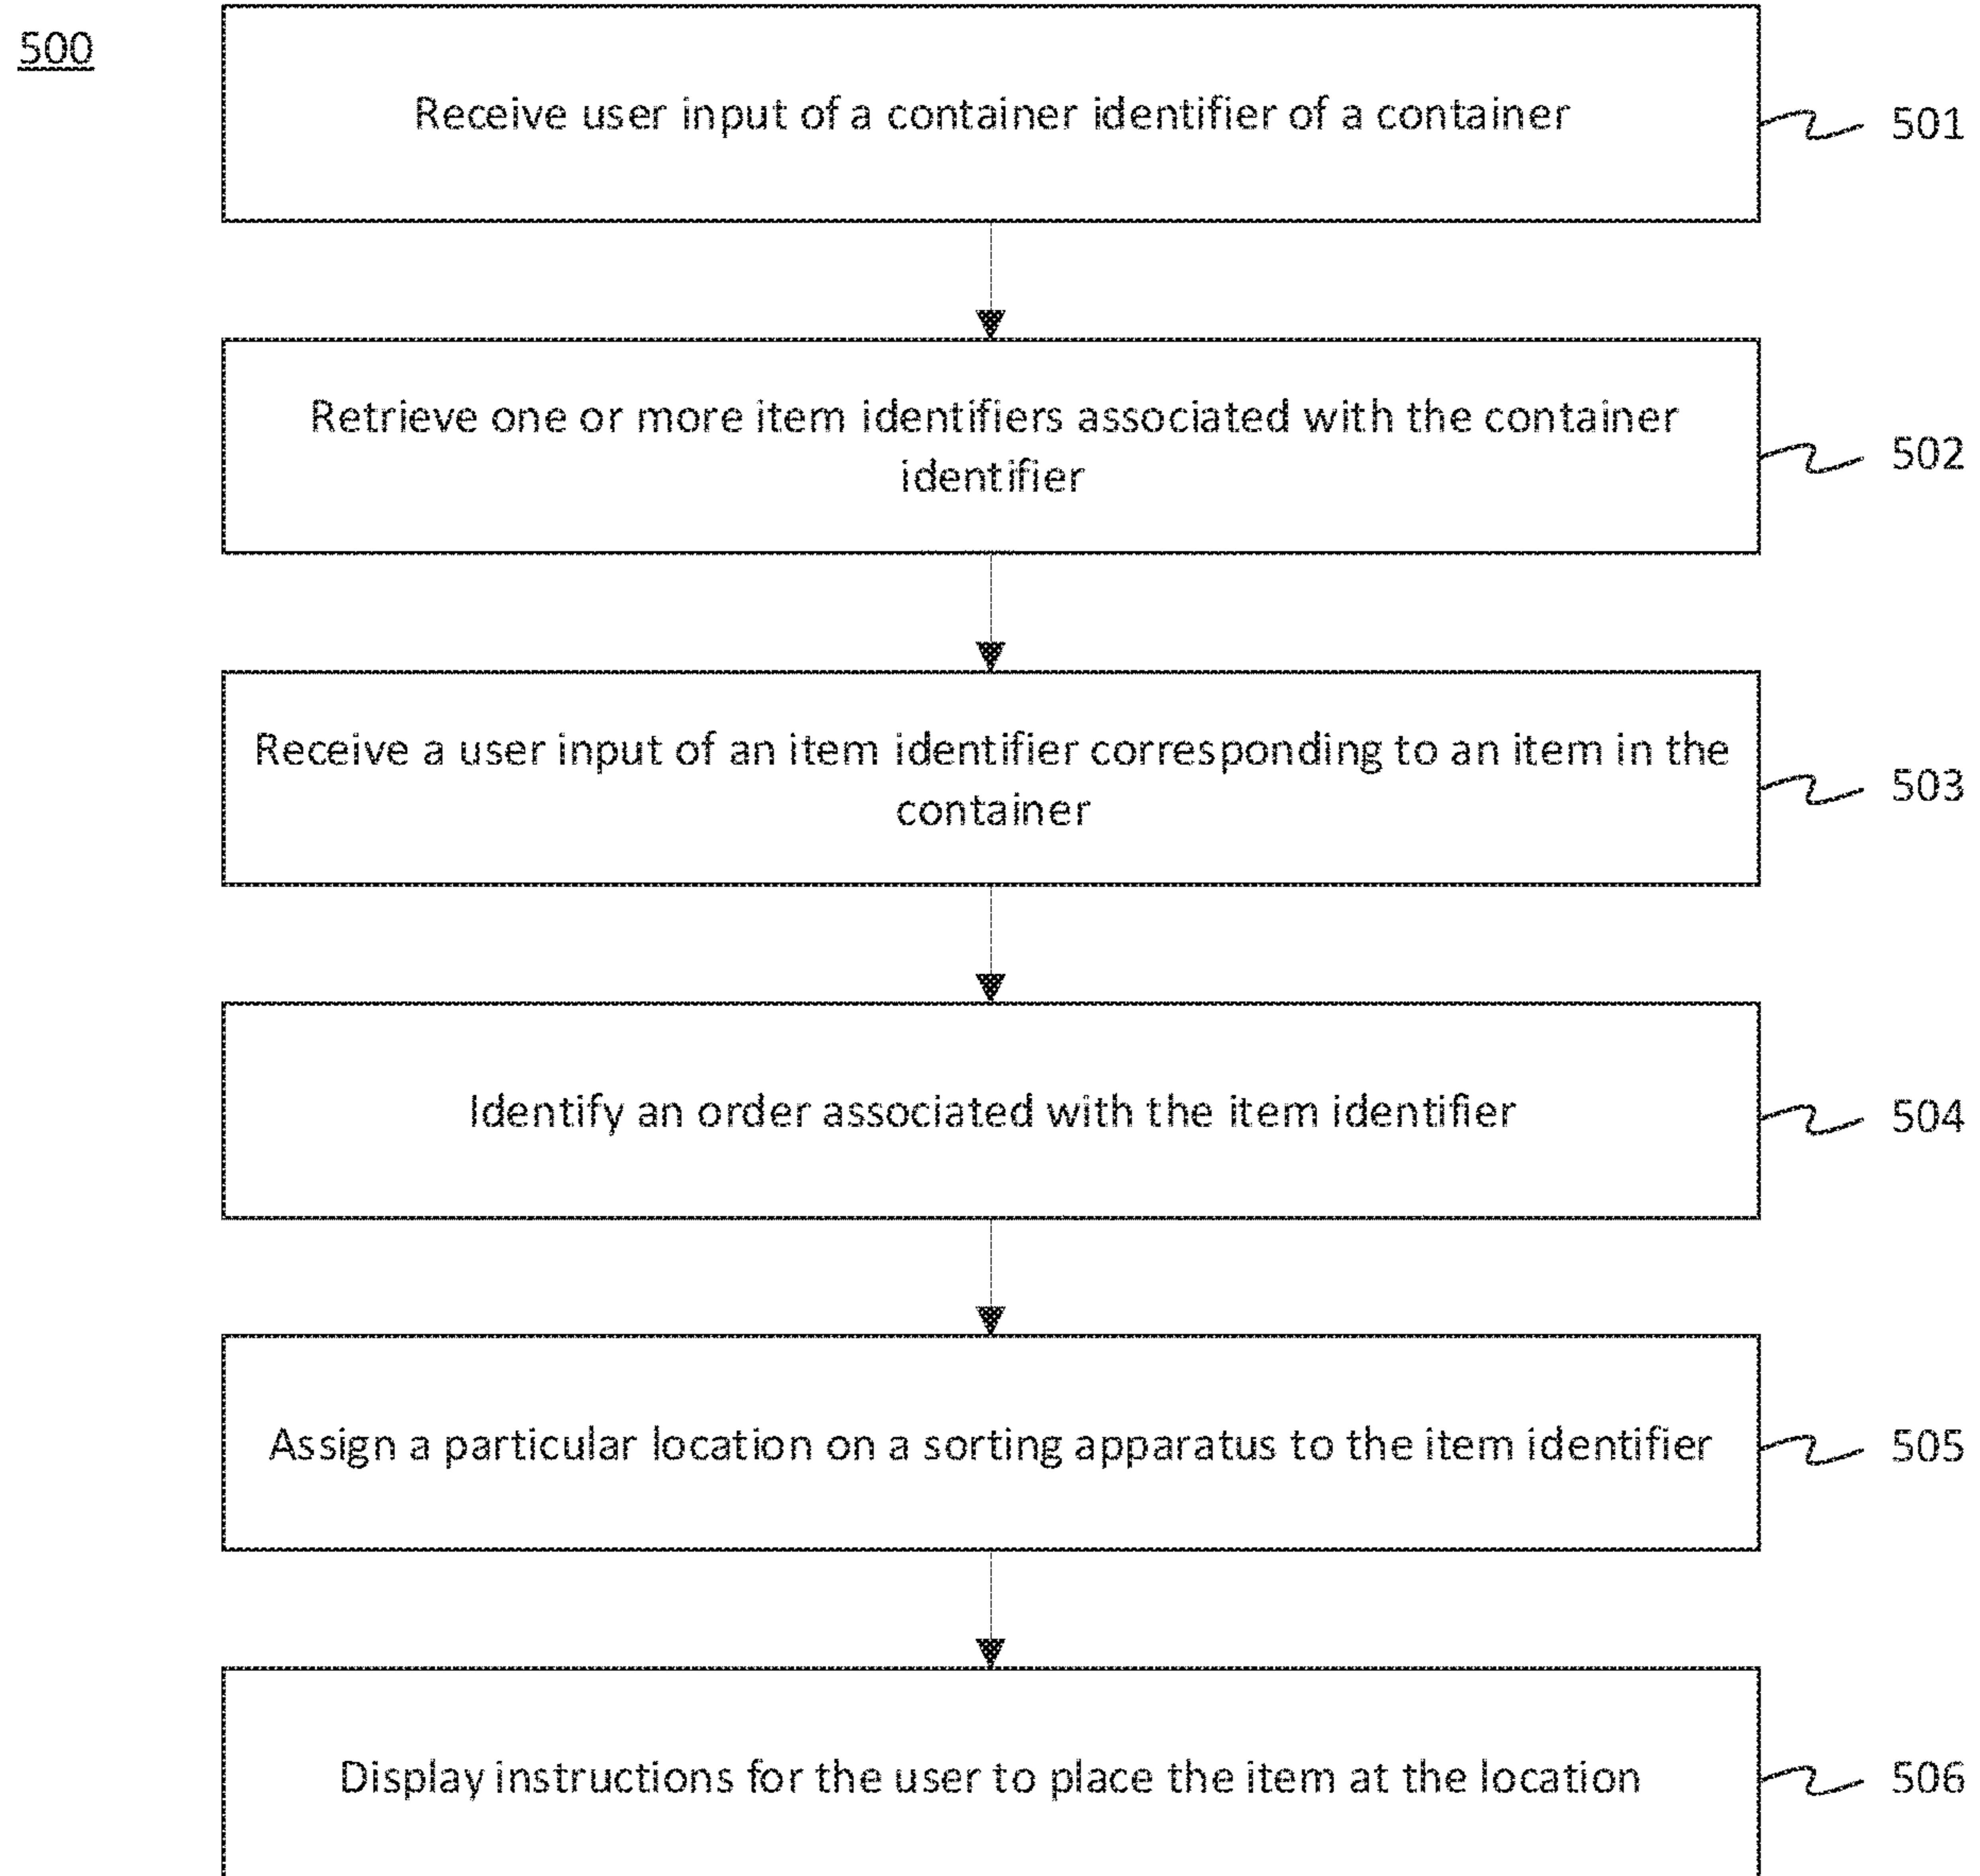 500
Receive user input of a container identifier of a container
501
Retrieve one or more item identifiers associated with the container
identifier
502
Receive a user input of an item identifier corresponding to an item in the
container
503
Identify an order associated with the item identifier
504
Assign a particular location on a sorting apparatus to the item identifier
505
Display instructions for the user to place the item at the location
506